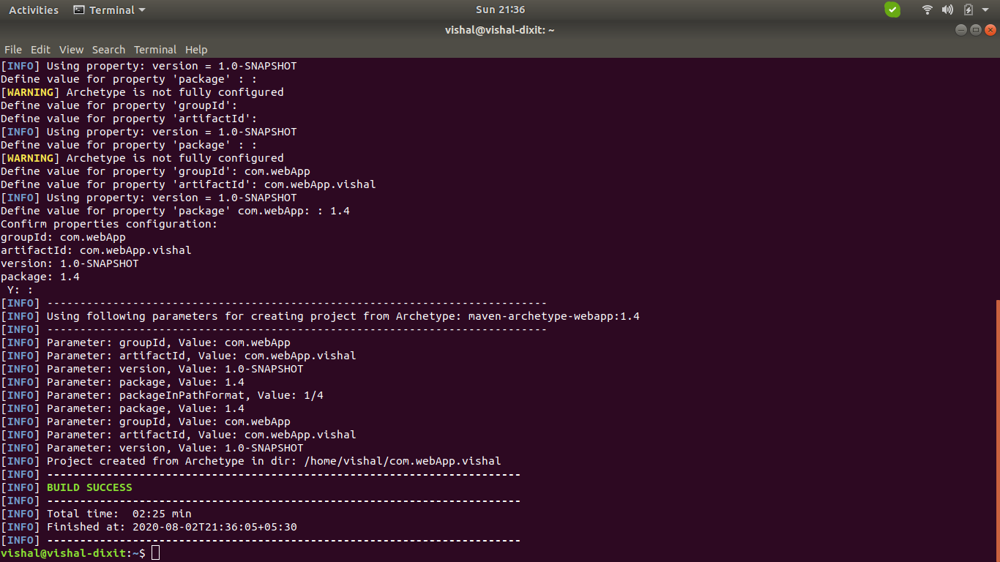 Activities Terminal Sun 21:36
vishal@vishal-dixit: ~
File Edit View Search Terminal Help
[INFO] Using property: version = 1.0-SNAPSHOT
Define value for property 'package' : :
[WARNING] Archetype is not fully configured
Define value for property 'groupId':
Define value for property 'artifactId':
[INFO] Using property: version = 1.0-SNAPSHOT
Define value for property 'package' : :
[WARNING] Archetype is not fully configured
Define value for property 'groupId': com.webApp
Define value for property 'artifactId': com.webApp.vishal
[INFO] Using property: version = 1.0-SNAPSHOT
Define value for property 'package' com.webApp: : 1.4
Confirm properties configuration:
groupId: com.webApp
artifactId: com.webApp.vishal
version: 1.0-SNAPSHOT
package: 1.4
 Y: :
[INFO] ----------------------------------------------------------------------------
[INFO] Using following parameters for creating project from Archetype: maven-archetype-webapp:1.4
[INFO] ----------------------------------------------------------------------------
[INFO] Parameter: groupId, Value: com.webApp
[INFO] Parameter: artifactId, Value: com.webApp.vishal
[INFO] Parameter: version, Value: 1.0-SNAPSHOT
[INFO] Parameter: package, Value: 1.4
[INFO] Parameter: packageInPathFormat, Value: 1/4
[INFO] Parameter: package, Value: 1.4
[INFO] Parameter: groupId, Value: com.webApp
[INFO] Parameter: artifactId, Value: com.webApp.vishal
[INFO] Parameter: version, Value: 1.0-SNAPSHOT
[INFO] Project created from Archetype in dir: /home/vishal/com.webApp.vishal
[INFO] ------------------------------------------------------------------------
[INFO] BUILD SUCCESS
[INFO] ------------------------------------------------------------------------
[INFO] Total time:  02:25 min
[INFO] Finished at: 2020-08-02T21:36:05+05:30
[INFO] ------------------------------------------------------------------------
vishal@vishal-dixit:~$